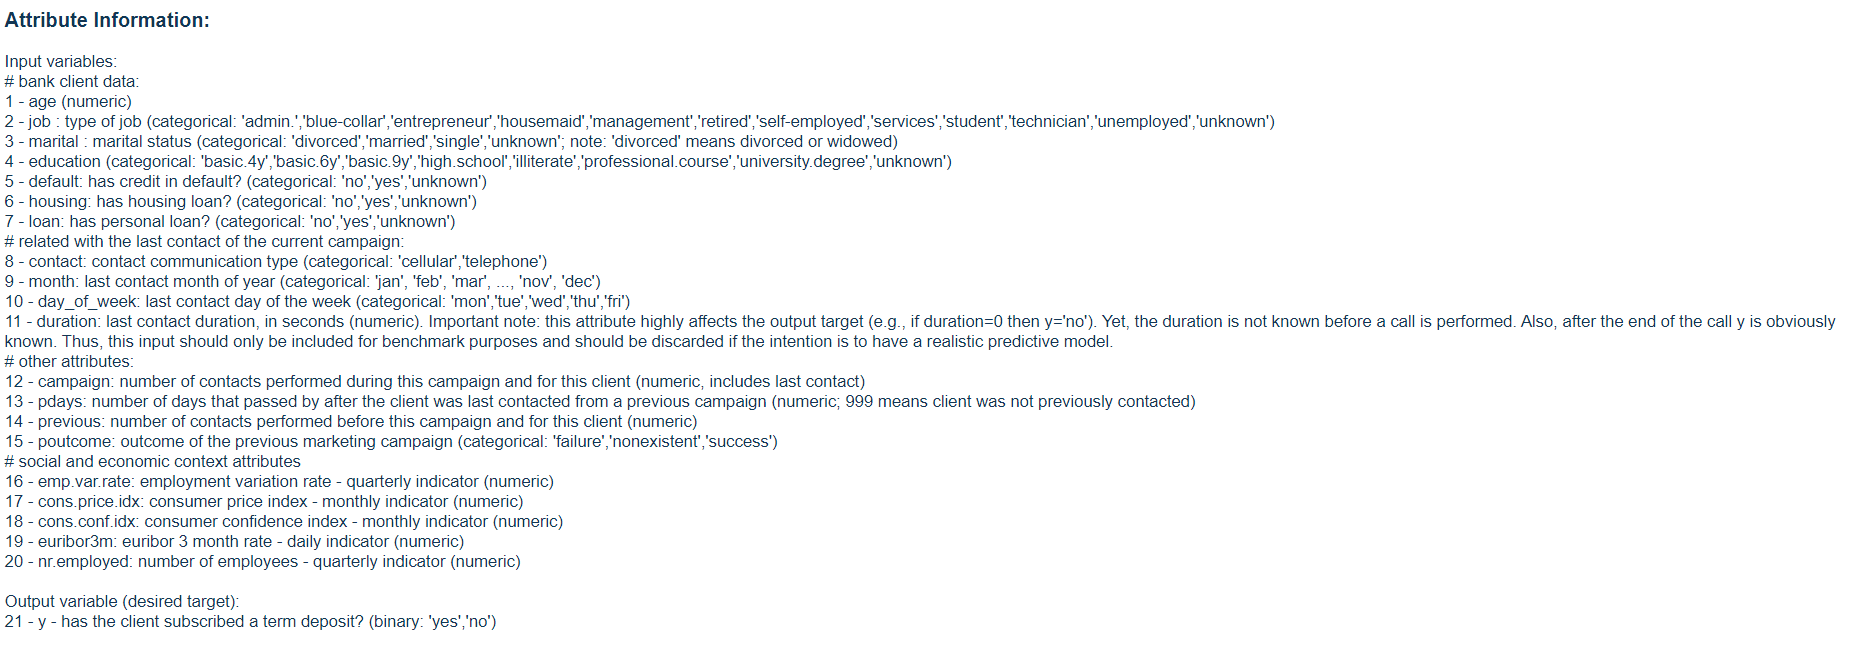 Attribute Information:
Input variables:
# bank client data:
1 - age (numeric)
2 - job : type of job (categorical: 'admin.','blue-collar','entrepreneur','housemaid','management','retired','self-employed','services','student','technician','unemployed','unknown')
3 - marital : marital status (categorical: 'divorced','married','single','unknown'; note: 'divorced' means divorced or widowed)
4 - education (categorical: 'basic.4y','basic.6y','basic.9y','high.school','illiterate','professional.course','university.degree','unknown')
5 - default: has credit in default? (categorical: 'no','yes','unknown')
6 - housing: has housing loan? (categorical: 'no','yes','unknown')
7 - loan: has personal loan? (categorical: 'no','yes','unknown')
# related with the last contact of the current campaign:
8 - contact: contact communication type (categorical: 'cellular','telephone')
9 - month: last contact month of year (categorical: 'jan', 'feb', 'mar', ..., 'nov', 'dec')
10 - day_of_week: last contact day of the week (categorical: 'mon','tue','wed','thu','fri')
11 - duration: last contact duration, in seconds (numeric). Important note: this attribute highly affects the output target (e.g., if duration=0 then y='no'). Yet, the duration is not known before a call is performed. Also, after the end of the call y is obviously
known. Thus, this input should only be included for benchmark purposes and should be discarded if the intention is to have a realistic predictive model.
# other attributes:
12 - campaign: number of contacts performed during this campaign and for this client (numeric, includes last contact)
13 - pdays: number of days that passed by after the client was last contacted from a previous campaign (numeric; 999 means client was not previously contacted)
14 - previous: number of contacts performed before this campaign and for this client (numeric)
15 - poutcome: outcome of the previous marketing campaign (categorical: 'failure','nonexistent','success')
# social and economic context attributes
16 - emp.var.rate: employment variation rate - quarterly indicator (numeric)
17 - cons.price.idx: consumer price index - monthly indicator (numeric)
18 - cons.conf.idx: consumer confidence index - monthly indicator (numeric)
19 - euribor3m: euribor 3 month rate - daily indicator (numeric)
20 - nr.employed: number of employees - quarterly indicator (numeric)
Output variable (desired target):
21 - y - has the client subscribed a term deposit? (binary: 'yes','no')